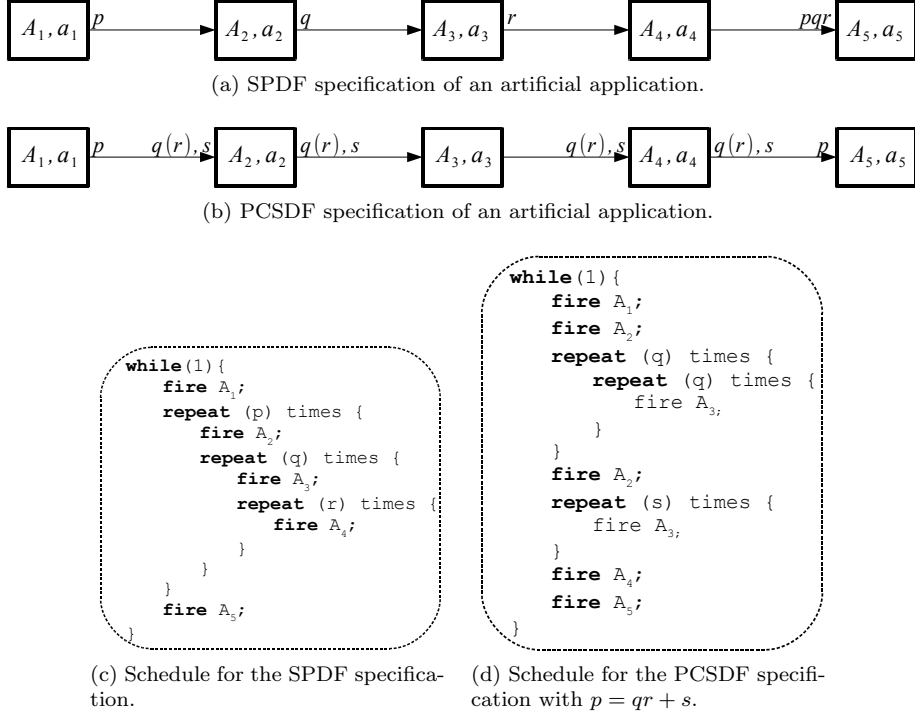 A1, a1 p A2, a2 q A3, a3 r A4, a4 pqr A5, a5
(a) SPDF specification of an artificial application.
A1, a1 p q(r), s A2, a2 q(r), s A3, a3 q(r), s A4, a4 q(r), s p A5, a5
(b) PCSDF specification of an artificial application.
while(1){
fire A1;
repeat (p) times {
fire A2;
repeat (q) times {
fire A3;
repeat (r) times {
fire A4;
}
}
}
fire A5;
}
(c) Schedule for the SPDF specifica-
tion.
while(1){
fire A1;
fire A2;
repeat (q) times {
repeat (q) times {
fire A3;
}
}
fire A2;
repeat (s) times {
fire A3;
}
fire A4;
fire A5;
}
(d) Schedule for the PCSDF specifi-
cation with p = qr + s.